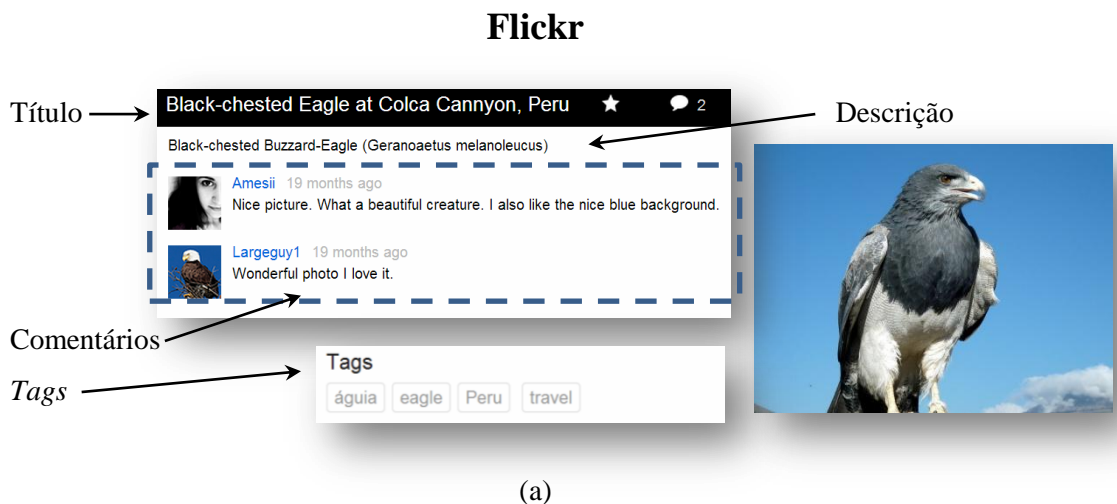 Flickr
Título
Black-chested Eagle at Colca Cannyon, Peru 2
Descrição
Black-chested Buzzard-Eagle (Geranoaetus melanoleucus)
Amesii 19 months ago
Nice picture. What a beautiful creature. I also like the nice blue background.
Largeguy1 19 months ago
Wonderful photo I love it.
Comentários
Tags
Tags
águia eagle Peru travel
(a)